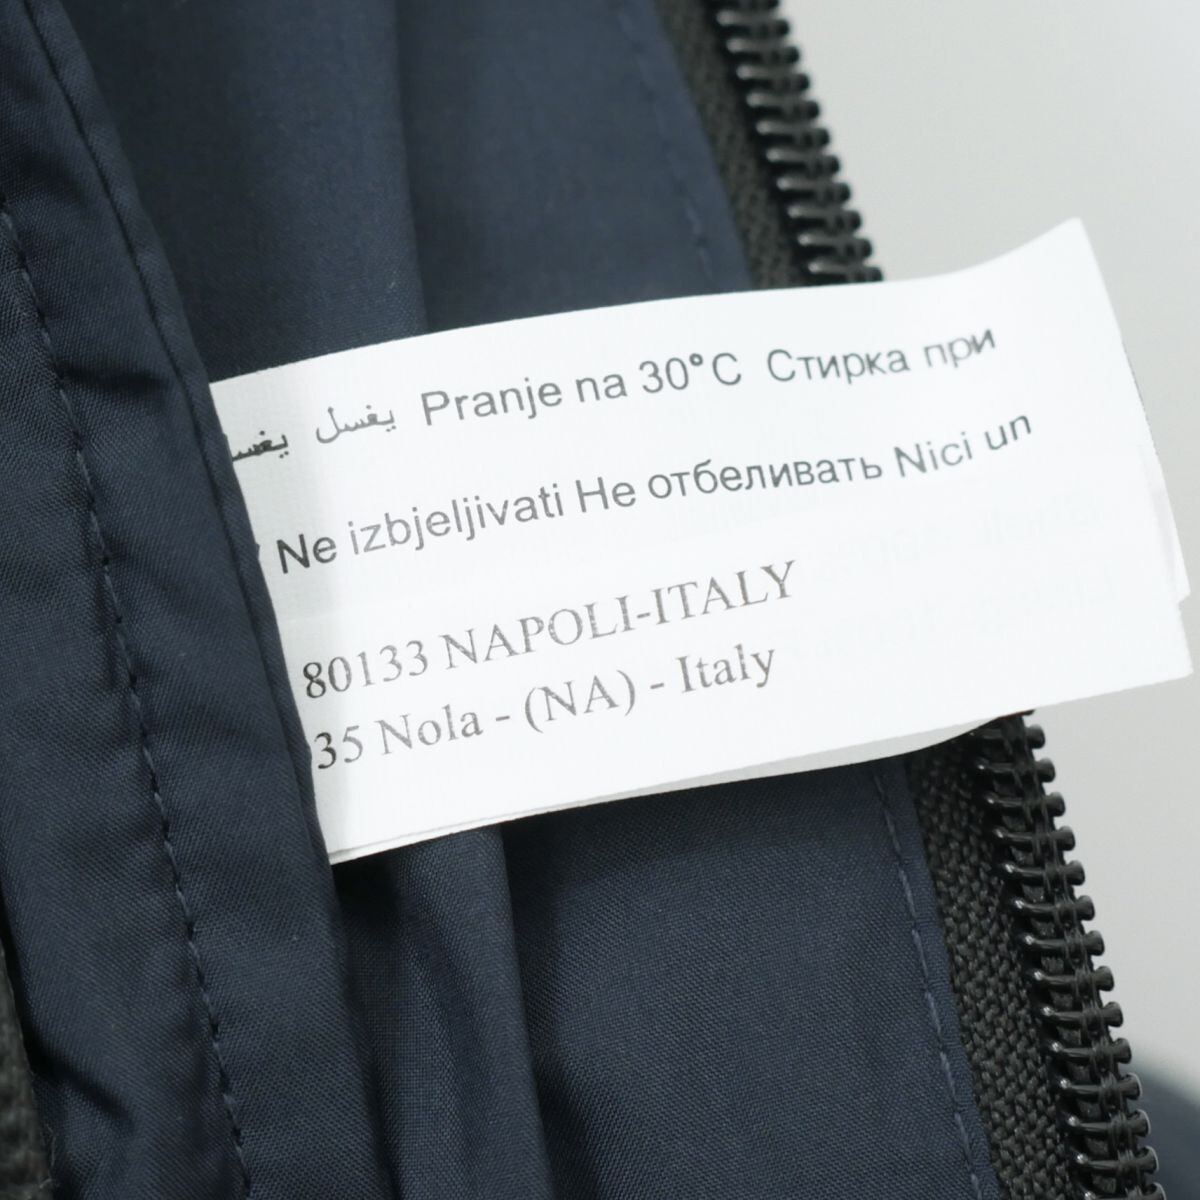 يغسل يغسل Pranje na 30°C Стирка при
Ne izbjeljivati Не отбеливать Nici un
80133 NAPOLI-ITALY
35 Nola - (NA) - Italy